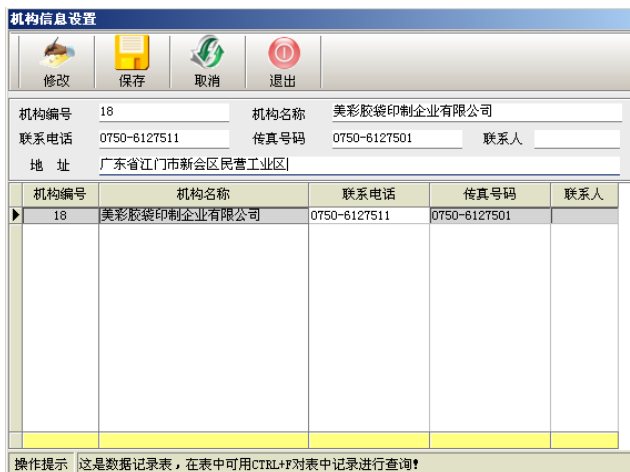 机构信息设置
修改 保存 取消 退出
机构编号 18 机构名称 美彩胶袋印制企业有限公司
联系电话 0750-6127511 传真号码 0750-6127501 联系人
地 址 广东省江门市新会区民营工业区
机构编号 机构名称 联系电话 传真号码 联系人
18 美彩胶袋印制企业有限公司 0750-6127511 0750-6127501
操作提示 这是数据记录表，在表中可用CTRL+F对表中记录进行查询!